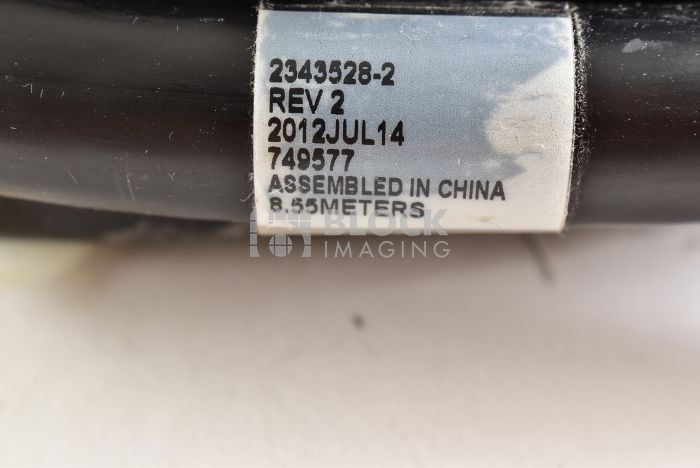 2343528-2
REV 2
2012JUL14
749577
ASSEMBLED IN CHINA
8.55METERS
BLOCK
IMAGING